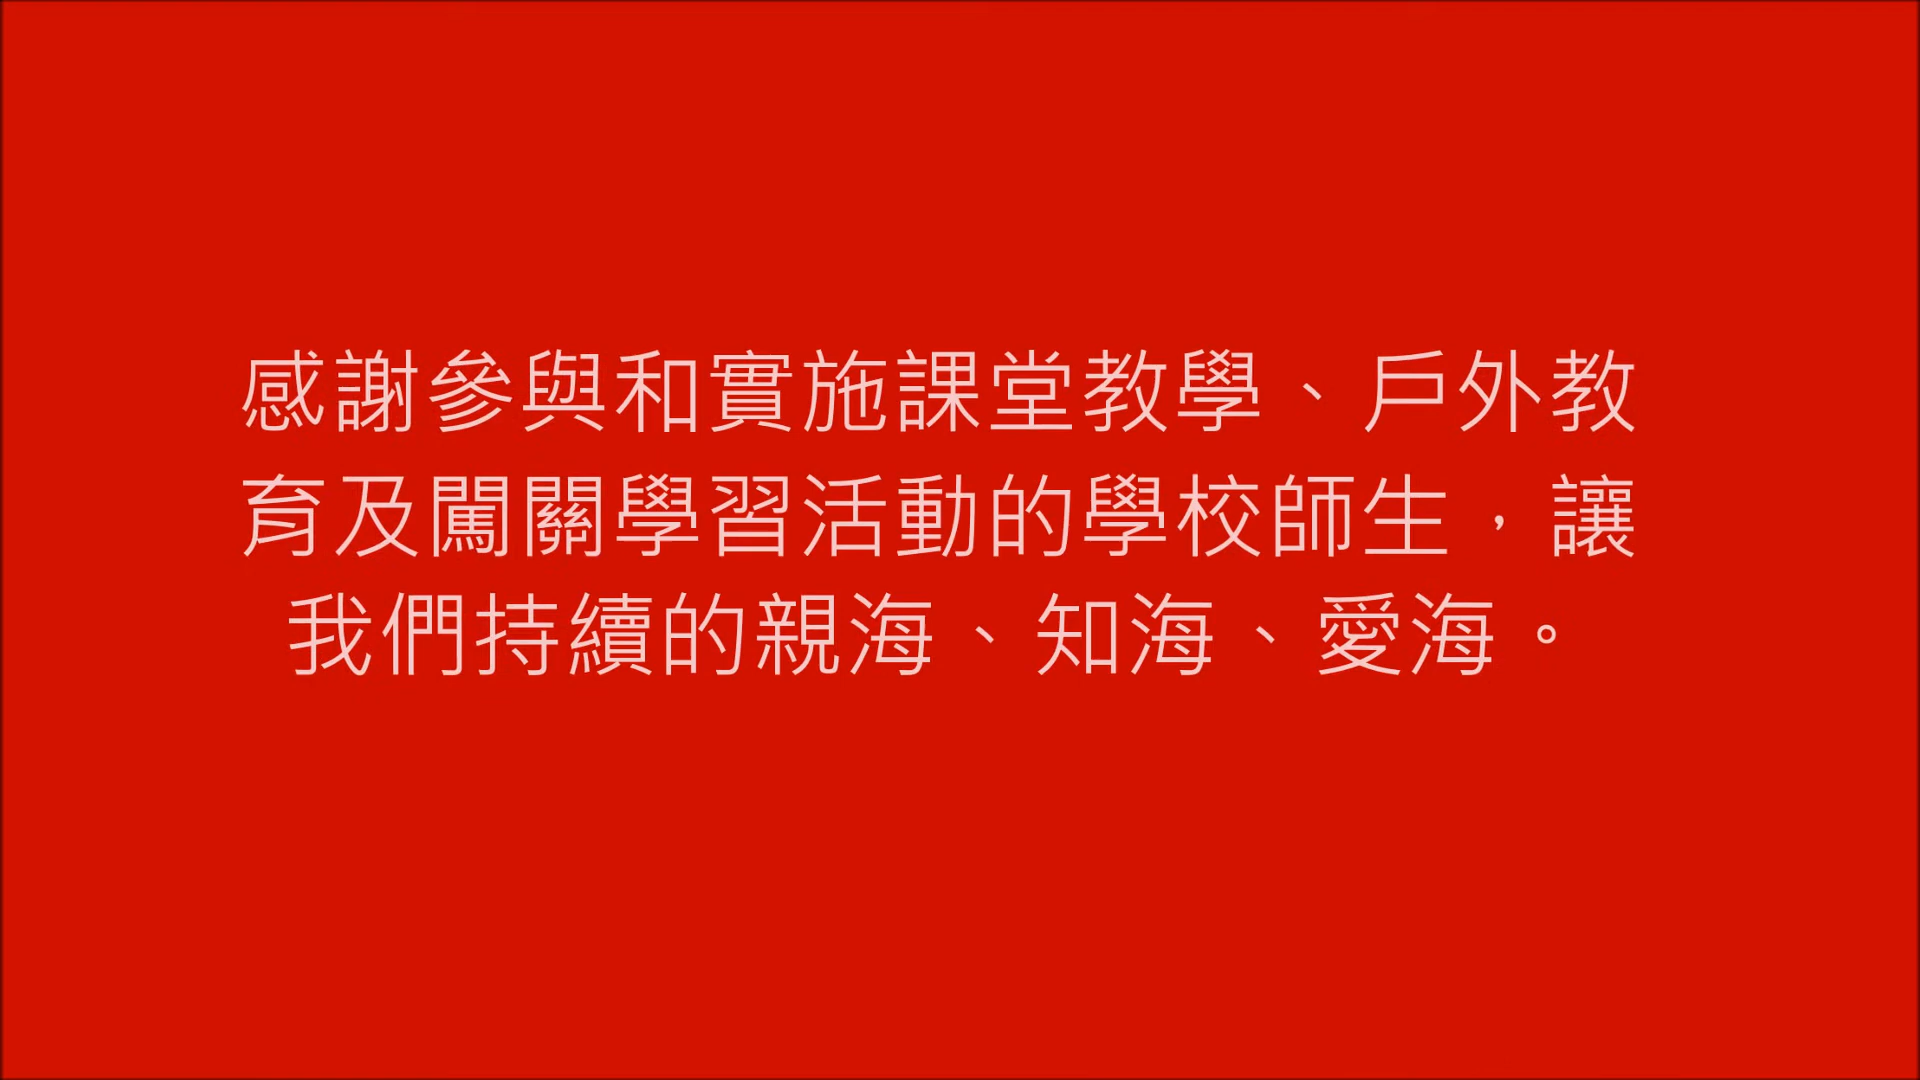 感謝參與和實施課堂教學、戶外教
育及闖關學習活動的學校師生，讓
我們持續的親海、知海、愛海。